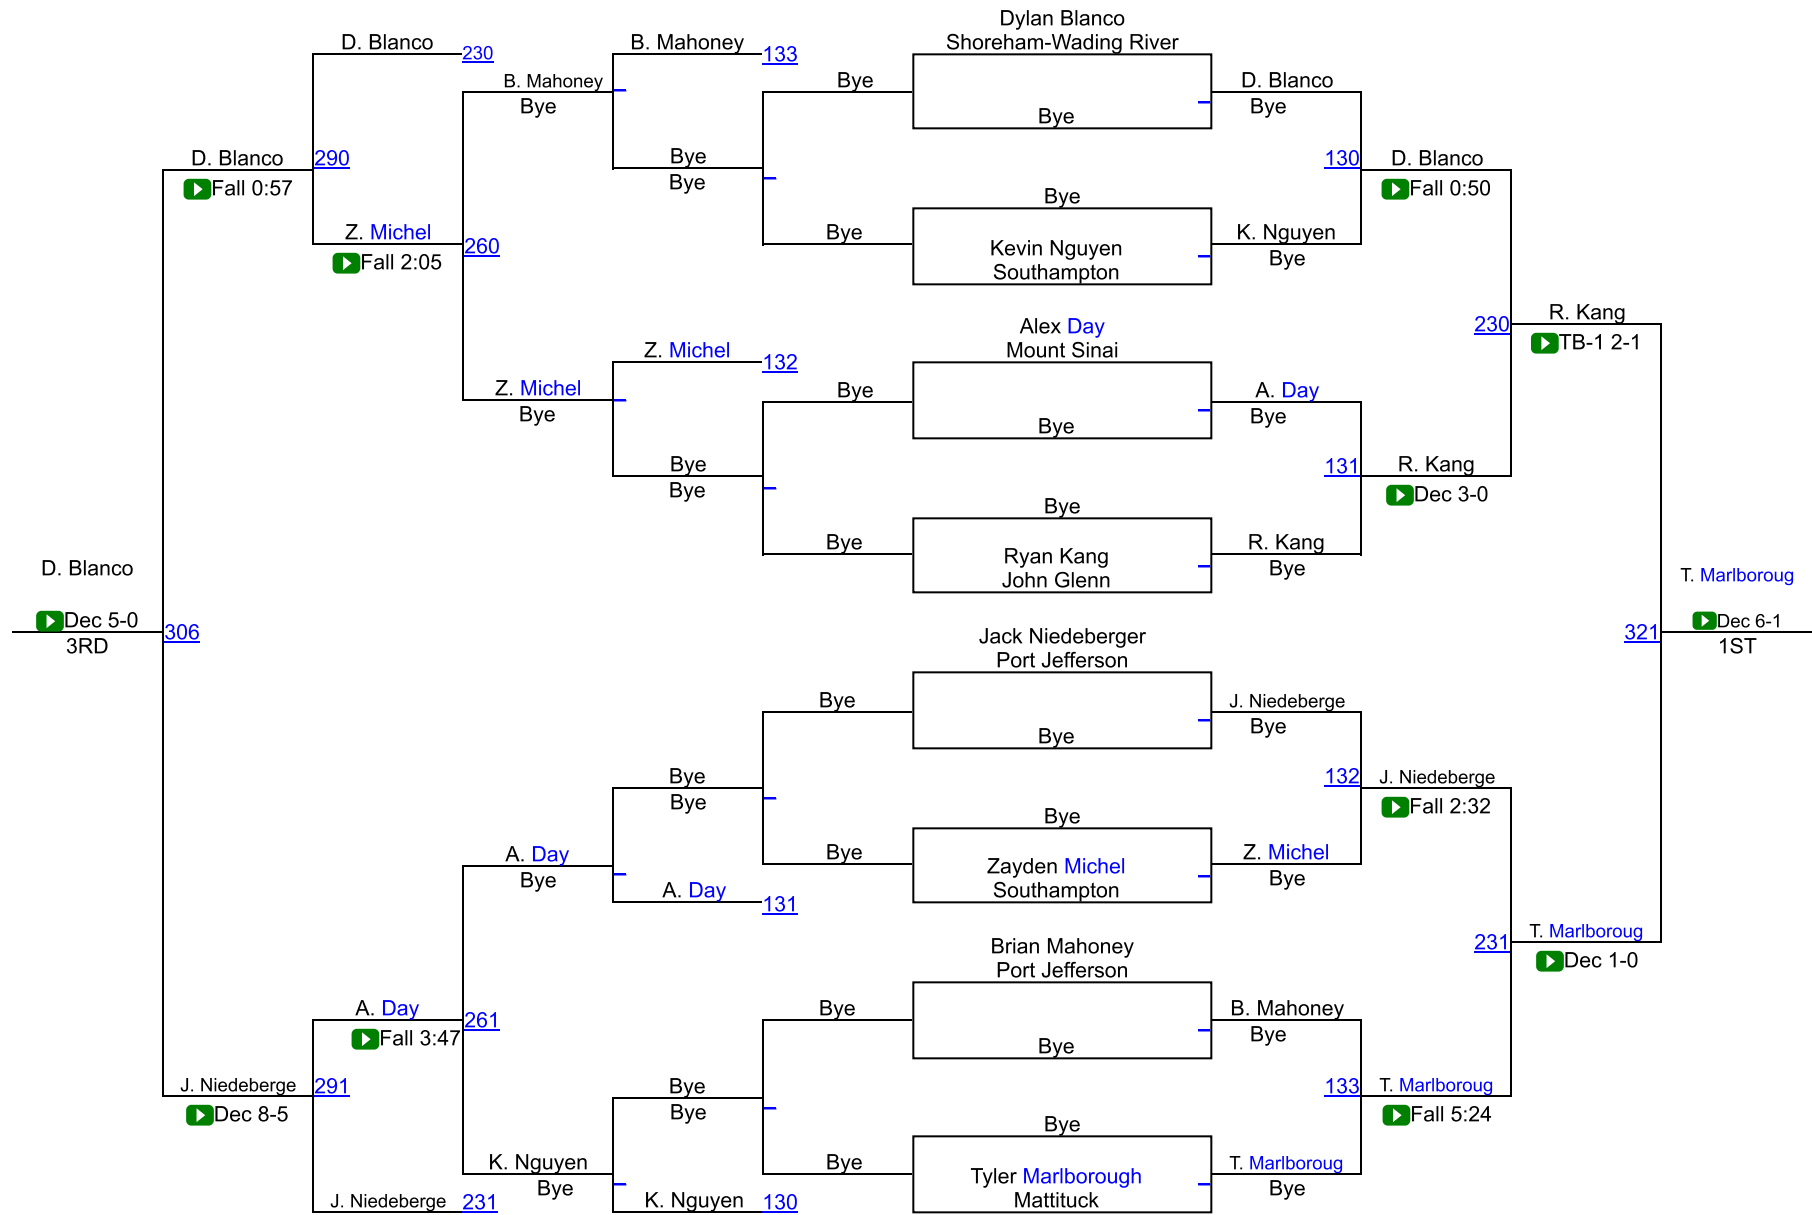 Dylan Blanco
D. Blanco
B. Mahoney
Shoreham-Wading River
230
133
B. Mahoney
Bye
D. Blanco
Bye
Bye
Bye
D. Blanco
290
Bye
130
D. Blanco
Fall 0:57
Bye
Fall 0:50
Bye
Z. Michel
260
Bye
Kevin Nguyen
K. Nguyen
Fall 2:05
Southampton
Bye
R. Kang
230
Alex Day
TB-1 2-1
Z. Michel
132
Mount Sinai
Z. Michel
Bye
A. Day
Bye
Bye
Bye
Bye
131
R. Kang
Bye
Dec 3-0
Bye
Bye
Ryan Kang
R. Kang
D. Blanco
John Glenn
Bye
T. Marlboroug
Dec 5-0
306
321
Dec 6-1
3RD
1ST
Jack Niedeberger
Port Jefferson
Bye
J. Niedeberge
Bye
Bye
Bye
132
J. Niedeberge
Bye
Fall 2:32
Bye
A. Day
Bye
Zayden Michel
Z. Michel
Bye
A. Day
131
Southampton
Bye
Brian Mahoney
231
T. Marlboroug
Port Jefferson
Dec 1-0
A. Day
261
Bye
B. Mahoney
Fall 3:47
Bye
Bye
J. Niedeberge
291
Bye
133
T. Marlboroug
Dec 8-5
Bye
Fall 5:24
Bye
K. Nguyen
Bye
Tyler Marlborough
T. Marlboroug
Bye
Bye
J. Niedeberge
231
K. Nguyen
130
Mattituck